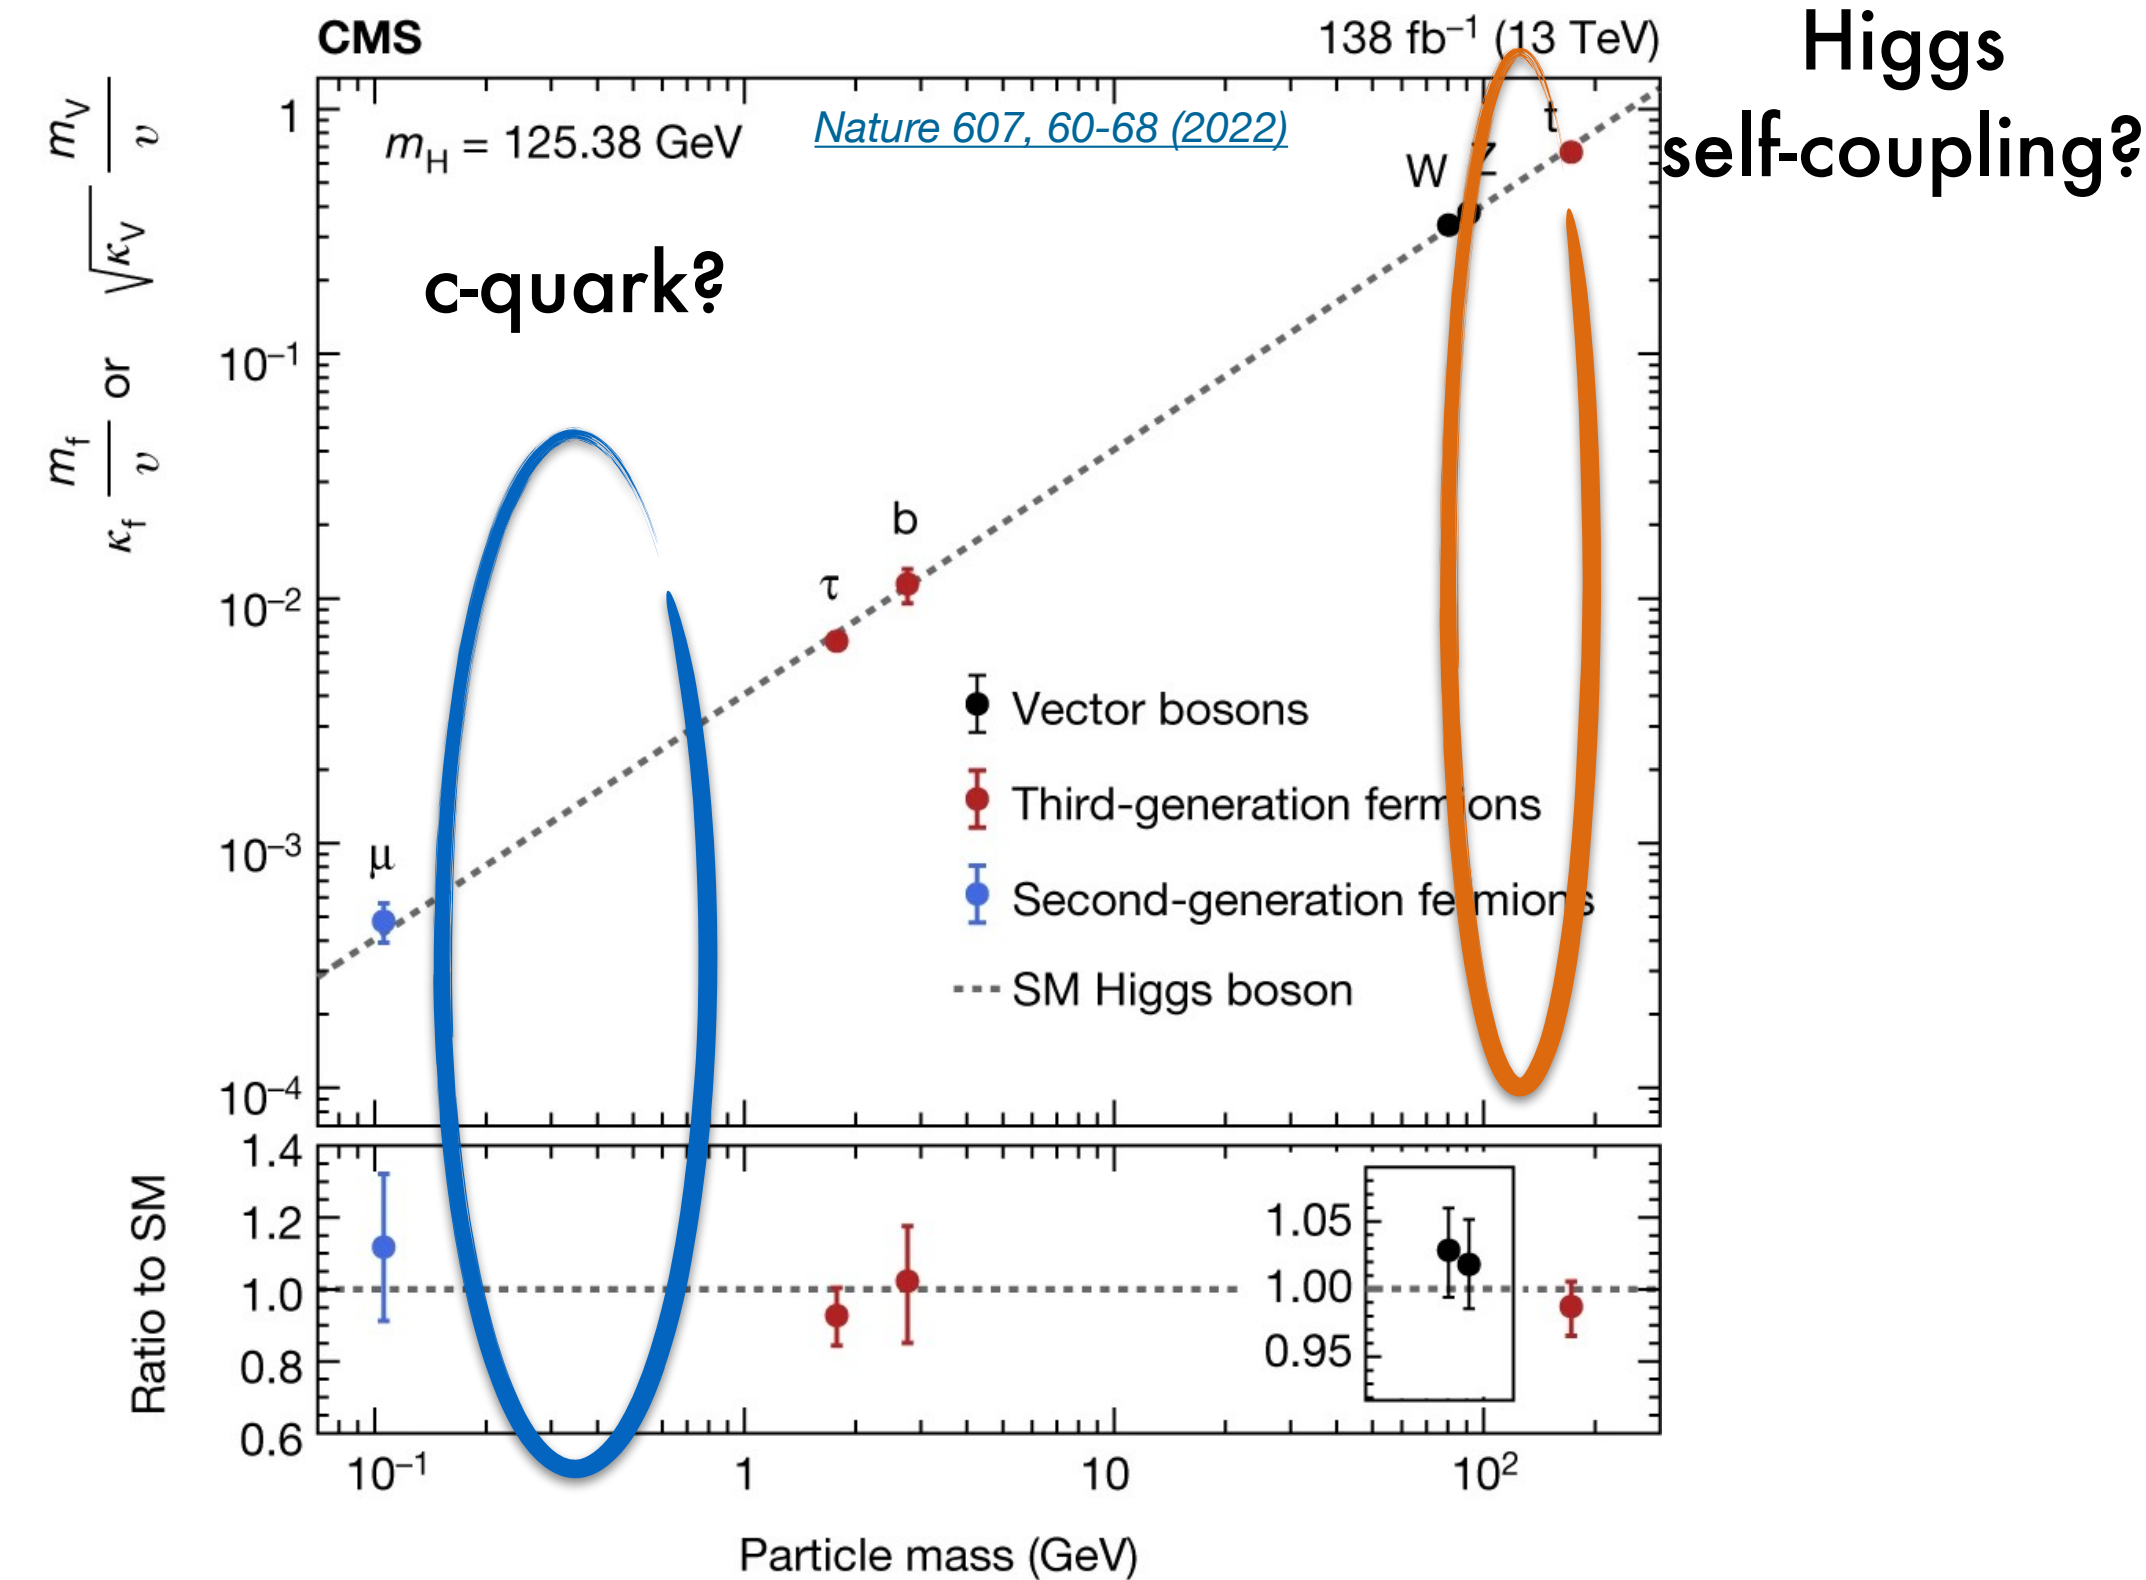 CMS
138 fb⁻¹ (13 TeV)
Higgs
self-coupling?
m_H = 125.38 GeV
Nature 607, 60-68 (2022)
κ_f m_f/υ or √κ_V m_V/υ
1
10⁻¹
10⁻²
10⁻³
10⁻⁴
c-quark?
W
Z
t
b
τ
μ
Vector bosons
Third-generation fermions
Second-generation fermions
SM Higgs boson
Ratio to SM
1.4
1.2
1.0
0.8
0.6
1.05
1.00
0.95
10⁻¹
1
10
10²
Particle mass (GeV)